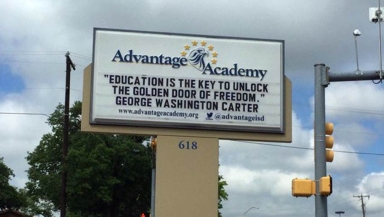 Advantage Academy
"EDUCATION IS THE KEY TO UNLOCK
THE GOLDEN DOOR OF FREEDOM."
GEORGE WASHINGTON CARTER
www.advantageacademy.org @advantageisd
618